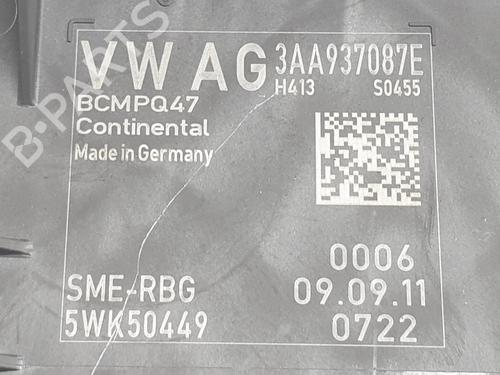 VW AG 3AA937087E
H413 S0455
BCMPQ47
Continental
Made in Germany
0006
SME-RBG 09.09.11
5WK50449 0722
B-PARTS